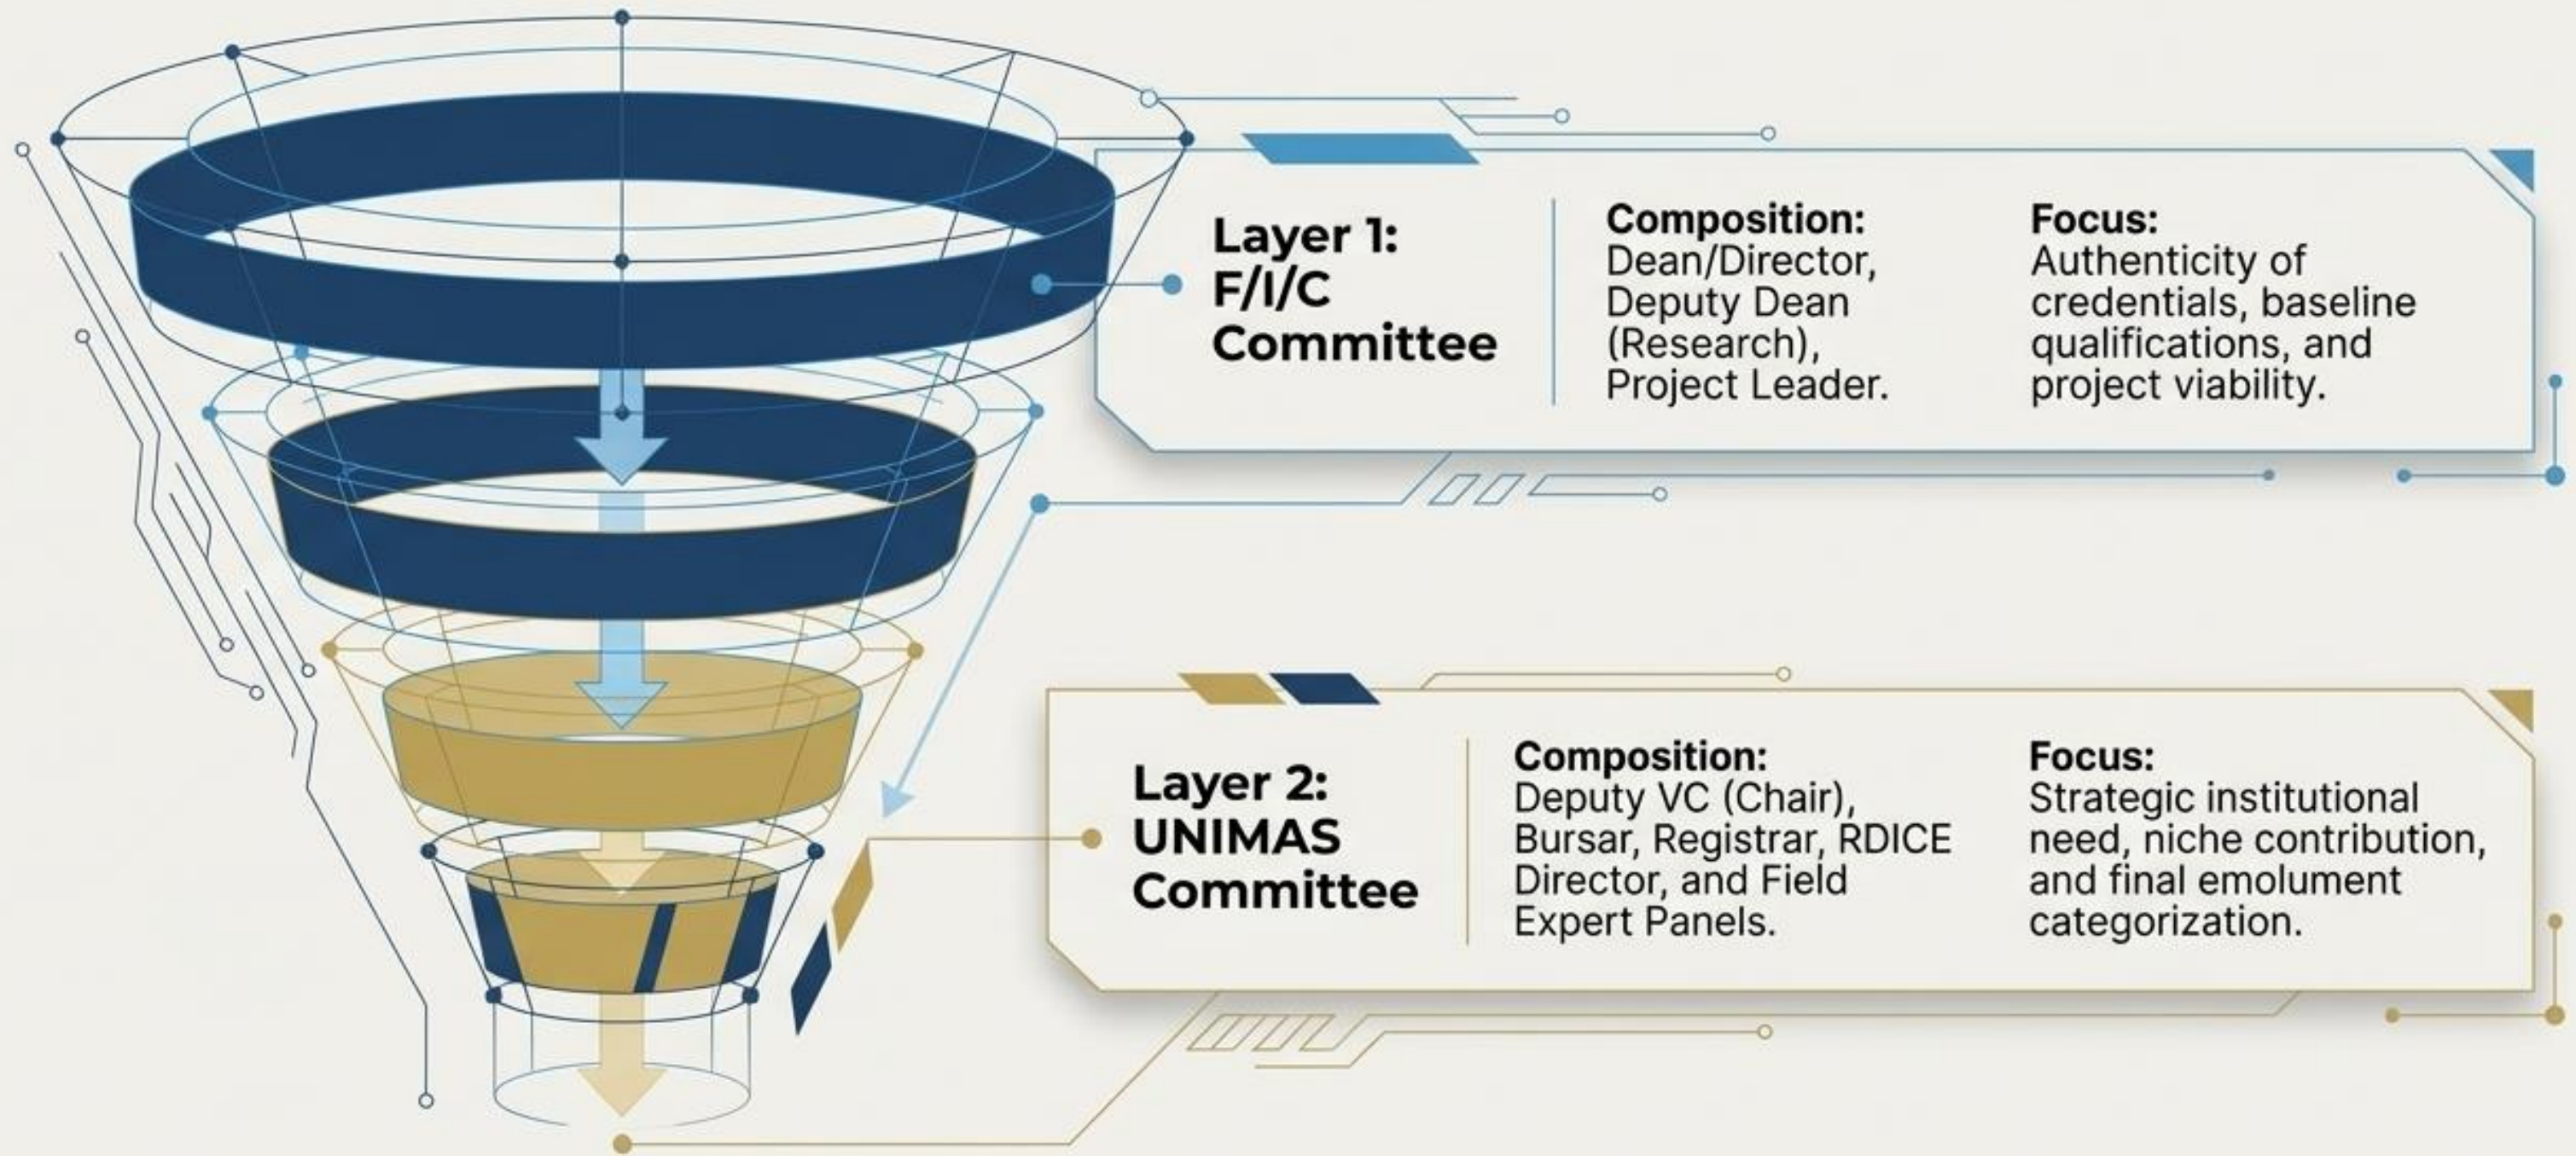 Layer 1:
F/I/C
Committee
Composition:
Dean/Director,
Deputy Dean
(Research),
Project Leader.
Focus:
Authenticity of
credentials, baseline
qualifications, and
project viability.
Layer 2:
UNIMAS
Committee
Composition:
Deputy VC (Chair),
Bursar, Registrar, RDICE
Director, and Field
Expert Panels.
Focus:
Strategic institutional
need, niche contribution,
and final emolument
categorization.